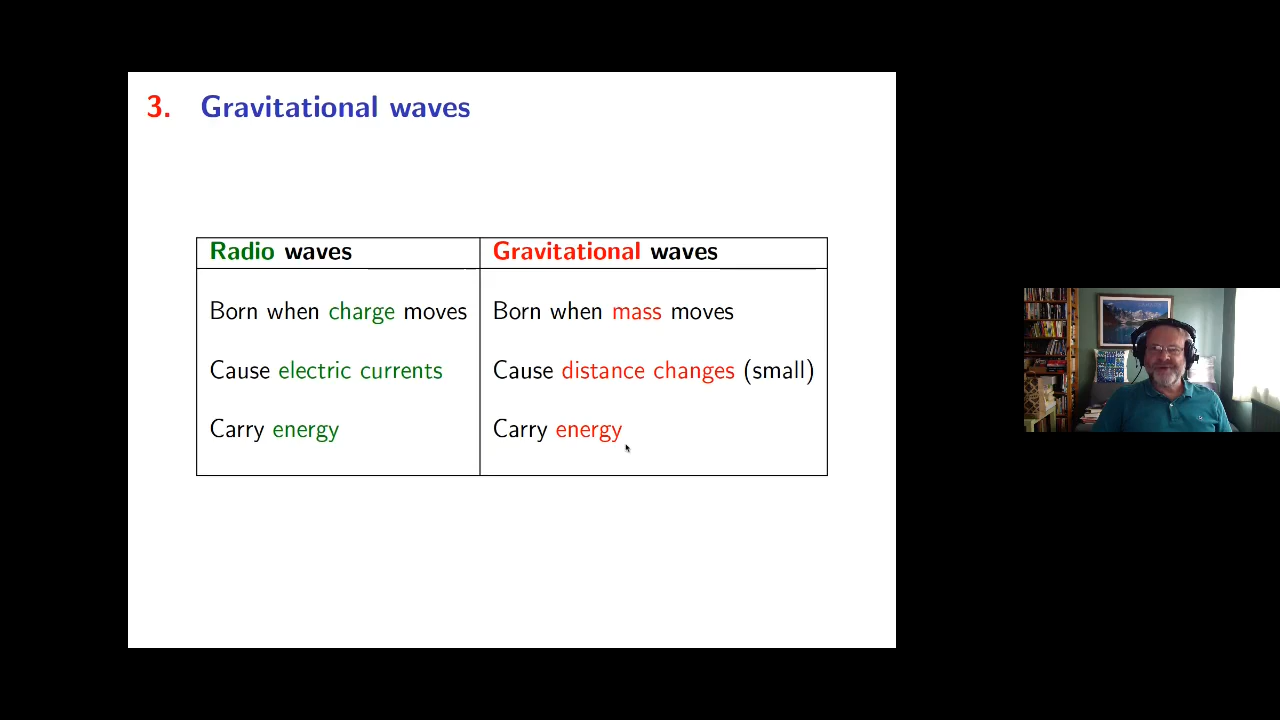 3. Gravitational waves
Radio waves
Gravitational waves
Born when charge moves
Born when mass moves
Cause electric currents
Cause distance changes (small)
Carry energy
Carry energy